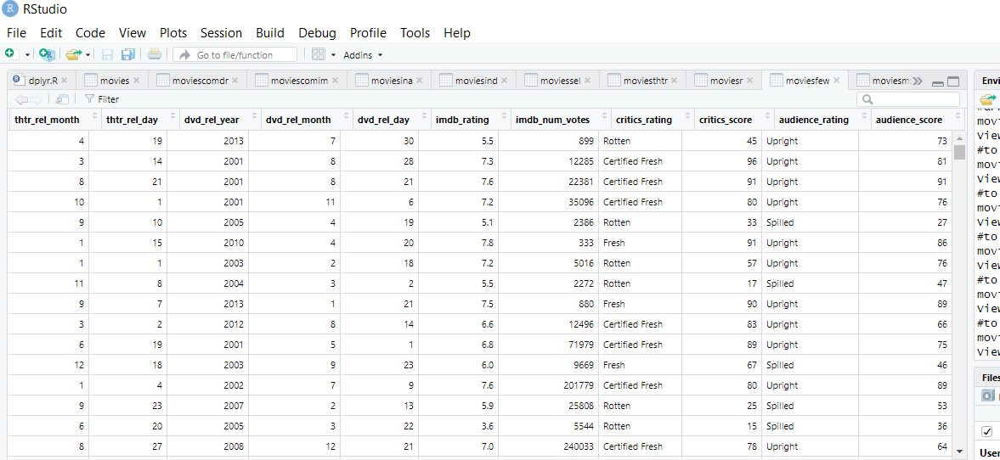 RStudio
File Edit Code View Plots Session Build Debug Profile Tools Help
Go to file/function Addins
dplyr.R movies moviescomdr moviescomim moviesina moviesind moviessel moviesthtr moviesr moviesfew moviesm
Filter
thtr_rel_month thtr_rel_day dvd_rel_year dvd_rel_month dvd_rel_day imdb_rating imdb_num_votes critics_rating critics_score audience_rating audience_score
4 19 2013 7 30 5.5 899 Rotten 45 Upright 73
3 14 2001 8 28 7.3 12285 Certified Fresh 96 Upright 81
8 21 2001 8 21 7.6 22381 Certified Fresh 91 Upright 91
10 1 2001 11 6 7.2 35096 Certified Fresh 80 Upright 76
9 10 2005 4 19 5.1 2386 Rotten 33 Spilled 27
1 15 2010 4 20 7.8 333 Fresh 91 Upright 86
1 1 2003 2 18 7.2 5016 Rotten 57 Upright 76
11 8 2004 3 2 5.5 2272 Rotten 17 Spilled 47
9 7 2013 1 21 7.5 880 Fresh 90 Upright 89
3 2 2012 8 14 6.6 12496 Certified Fresh 83 Upright 66
6 19 2001 5 1 6.8 71979 Certified Fresh 89 Upright 75
12 18 2003 9 23 6.0 9669 Fresh 67 Spilled 46
1 4 2002 7 9 7.6 201779 Certified Fresh 80 Upright 89
9 23 2007 2 13 5.9 25808 Rotten 25 Spilled 53
6 20 2005 3 22 3.6 5544 Rotten 15 Spilled 36
8 27 2008 12 21 7.0 240033 Certified Fresh 78 Upright 64
Envi
View
#to
movi
View
#to
movi
View
#to
movi
View
#to
movi
View
#to
movi
View
Files
User